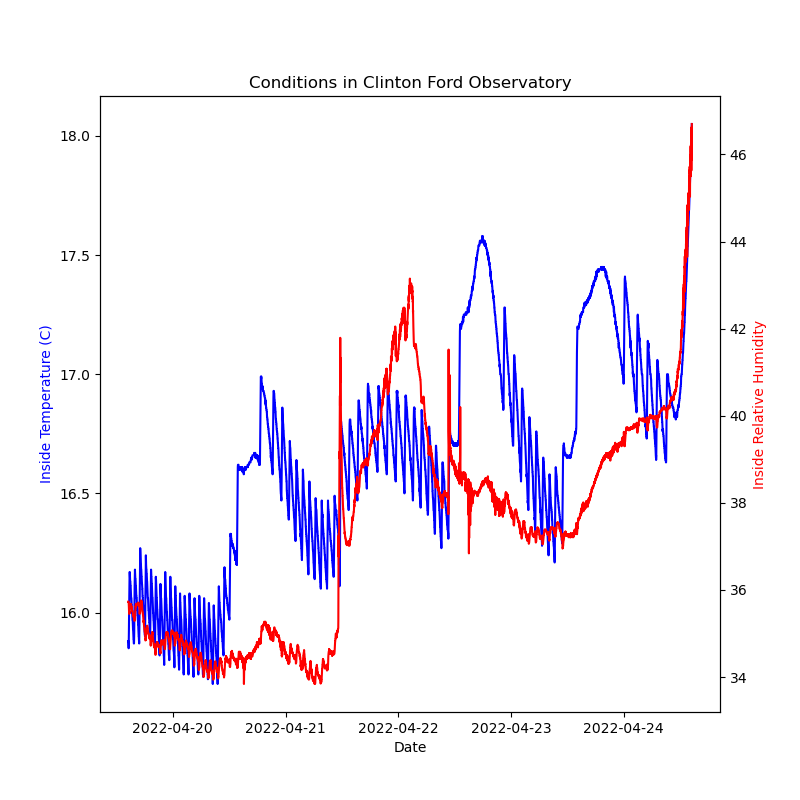 Conditions in Clinton Ford Observatory
18.0
17.5
17.0
16.5
16.0
Inside Temperature (C)
46
44
42
40
38
36
34
Inside Relative Humidity
2022-04-20 2022-04-21 2022-04-22 2022-04-23 2022-04-24
Date